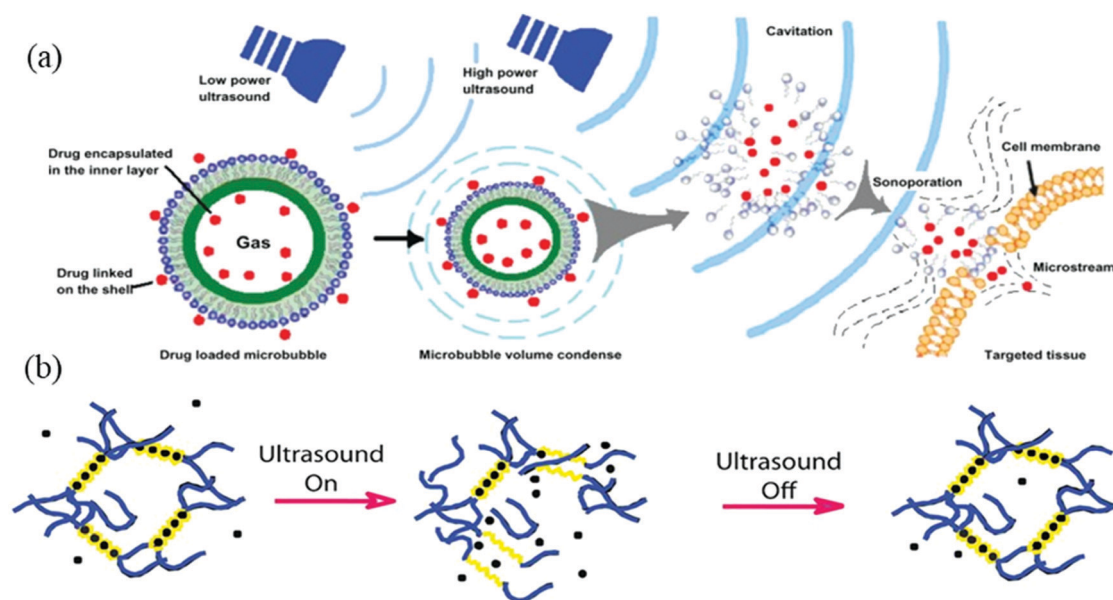 (a)
Low power
ultrasound
High power
ultrasound
Cavitation
Drug encapsulated
in the inner layer
Gas
Drug linked
on the shell
Drug loaded microbubble
Microbubble volume condense
Sonoporation
Cell membrane
Microstream
Targeted tissue
(b)
Ultrasound
On
Ultrasound
Off